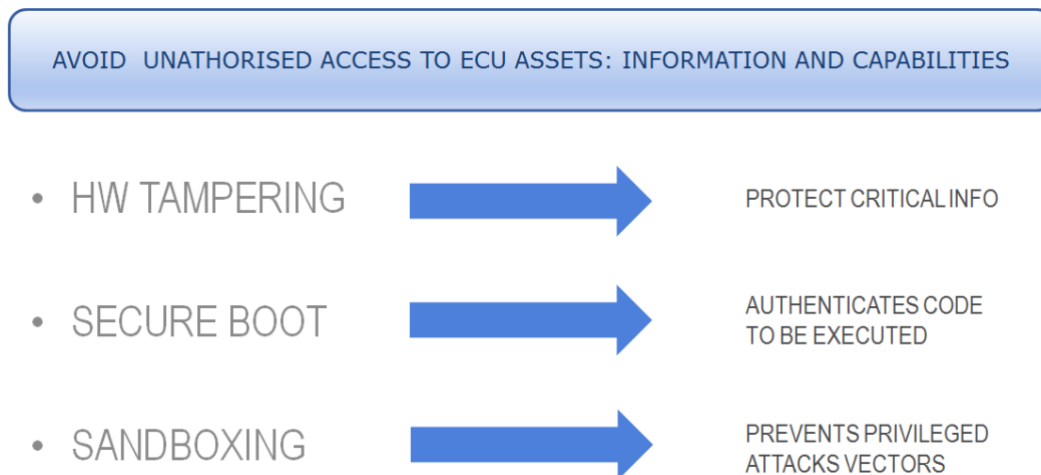 AVOID UNATHORISED ACCESS TO ECU ASSETS: INFORMATION AND CAPABILITIES
• HW TAMPERING
PROTECT CRITICAL INFO
• SECURE BOOT
AUTHENTICATES CODE
TO BE EXECUTED
• SANDBOXING
PREVENTS PRIVILEGED
ATTACKS VECTORS